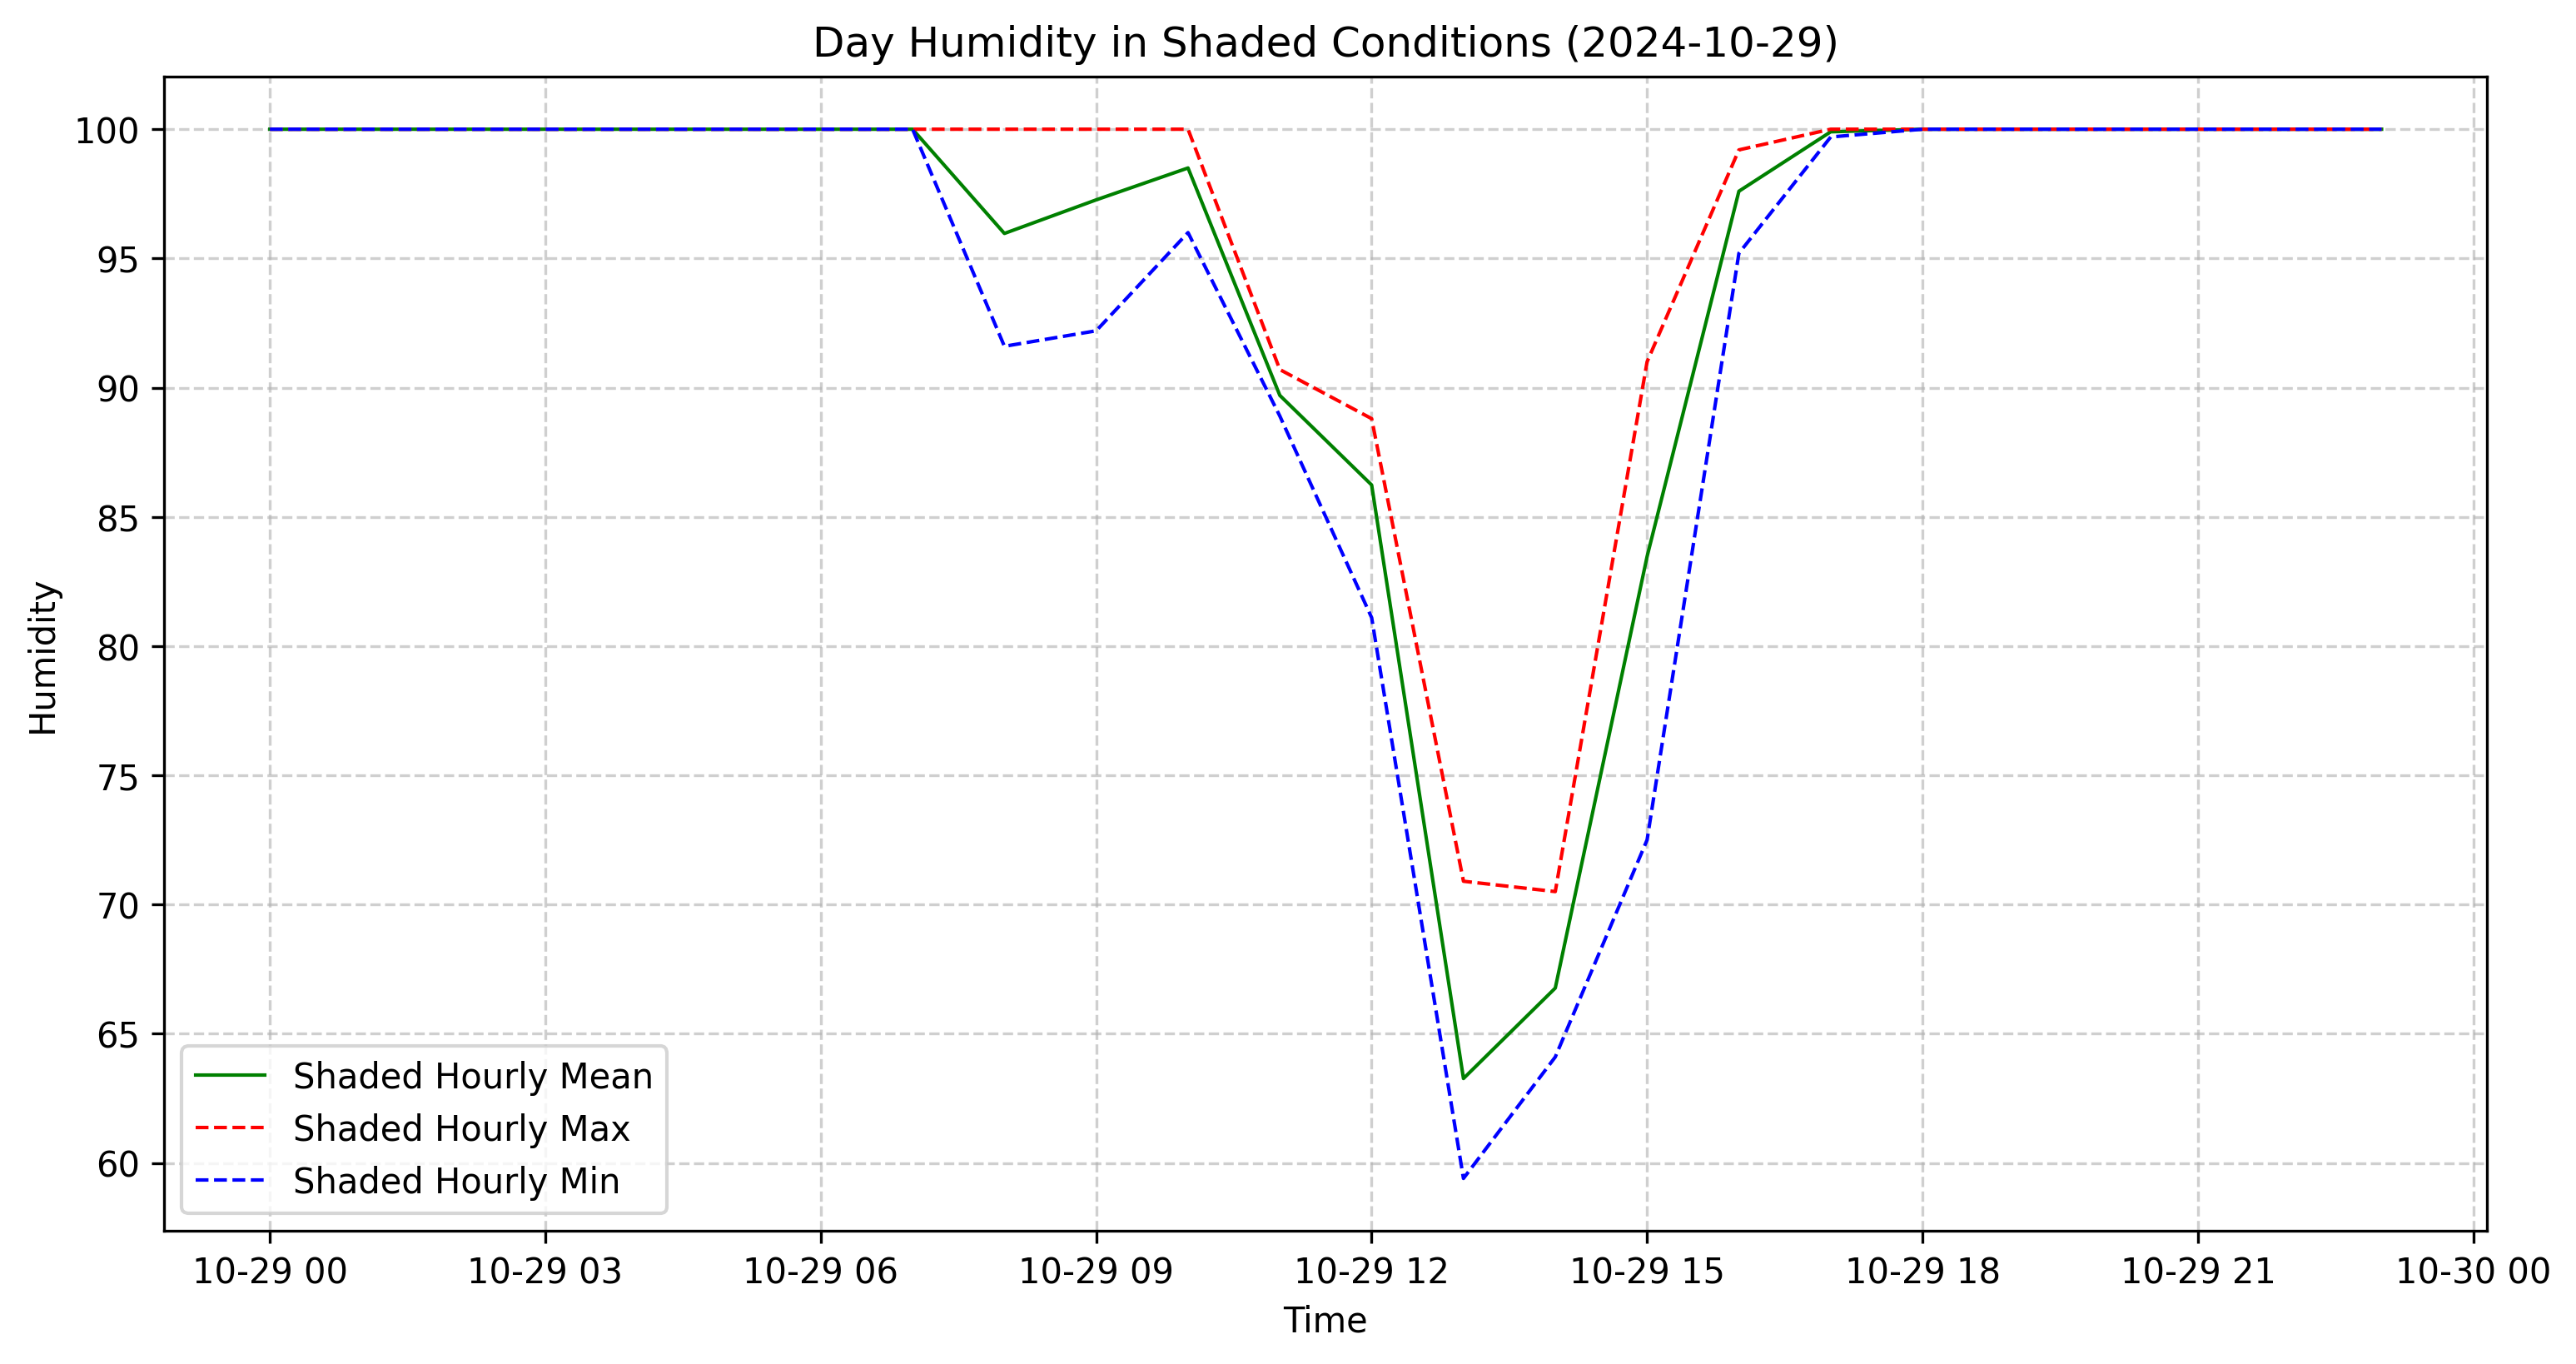 Day Humidity in Shaded Conditions (2024-10-29)
100
95
90
85
80
75
70
65
60
Humidity
Shaded Hourly Mean
Shaded Hourly Max
Shaded Hourly Min
10-29 00 10-29 03 10-29 06 10-29 09 10-29 12 10-29 15 10-29 18 10-29 21 10-30 00
Time